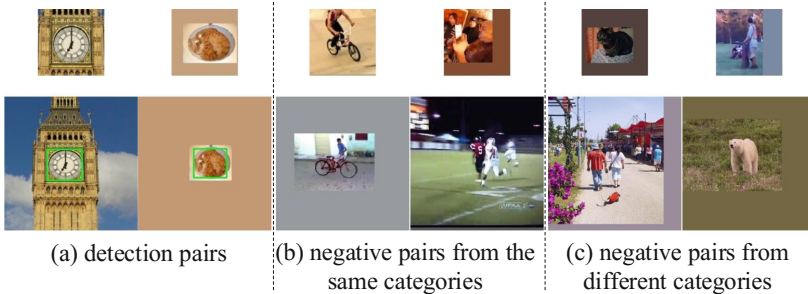 (a) detection pairs
(b) negative pairs from the
same categories
(c) negative pairs from
different categories